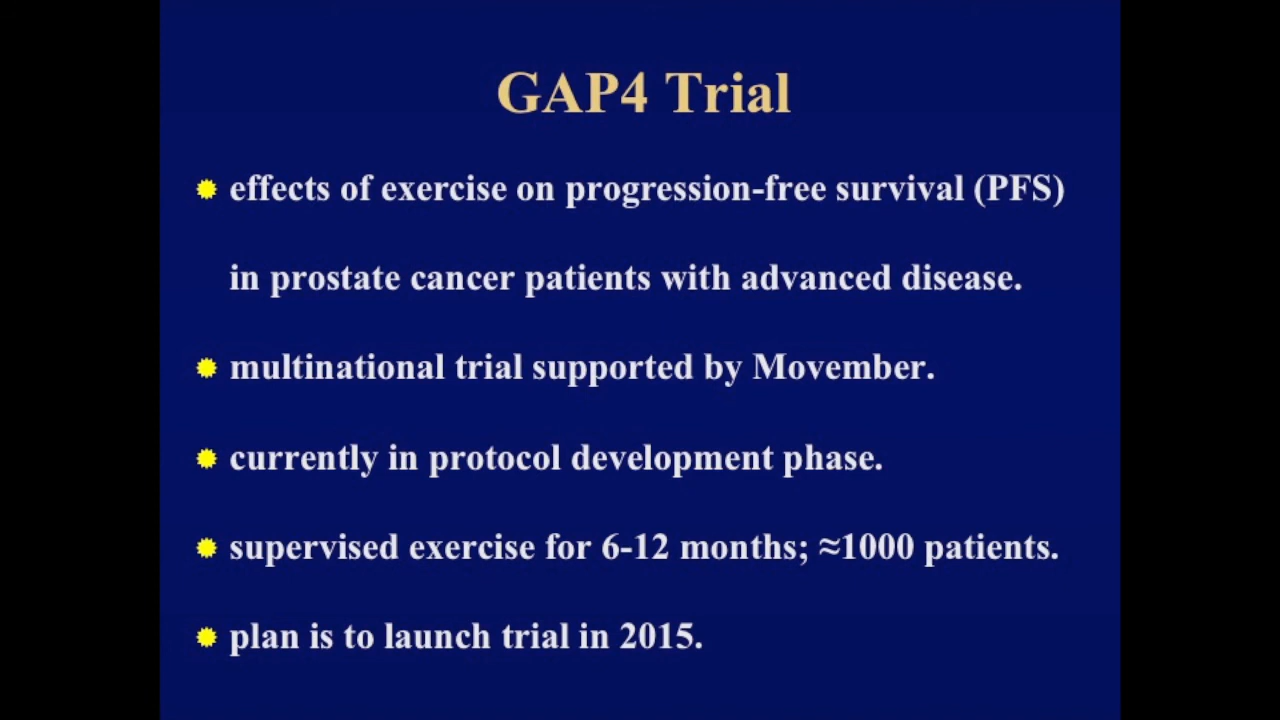 GAP4 Trial
effects of exercise on progression-free survival (PFS)
in prostate cancer patients with advanced disease.
multinational trial supported by Movember.
currently in protocol development phase.
supervised exercise for 6-12 months; ≈1000 patients.
plan is to launch trial in 2015.